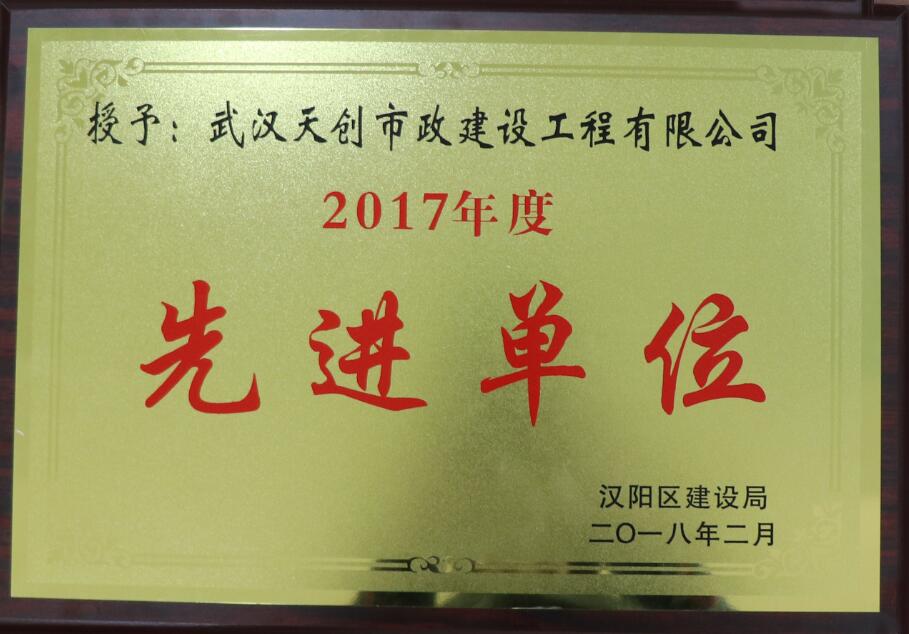 授予：武汉天创市政建设工程有限公司
2017年度
先进单位
汉阳区建设局
二〇一八年二月